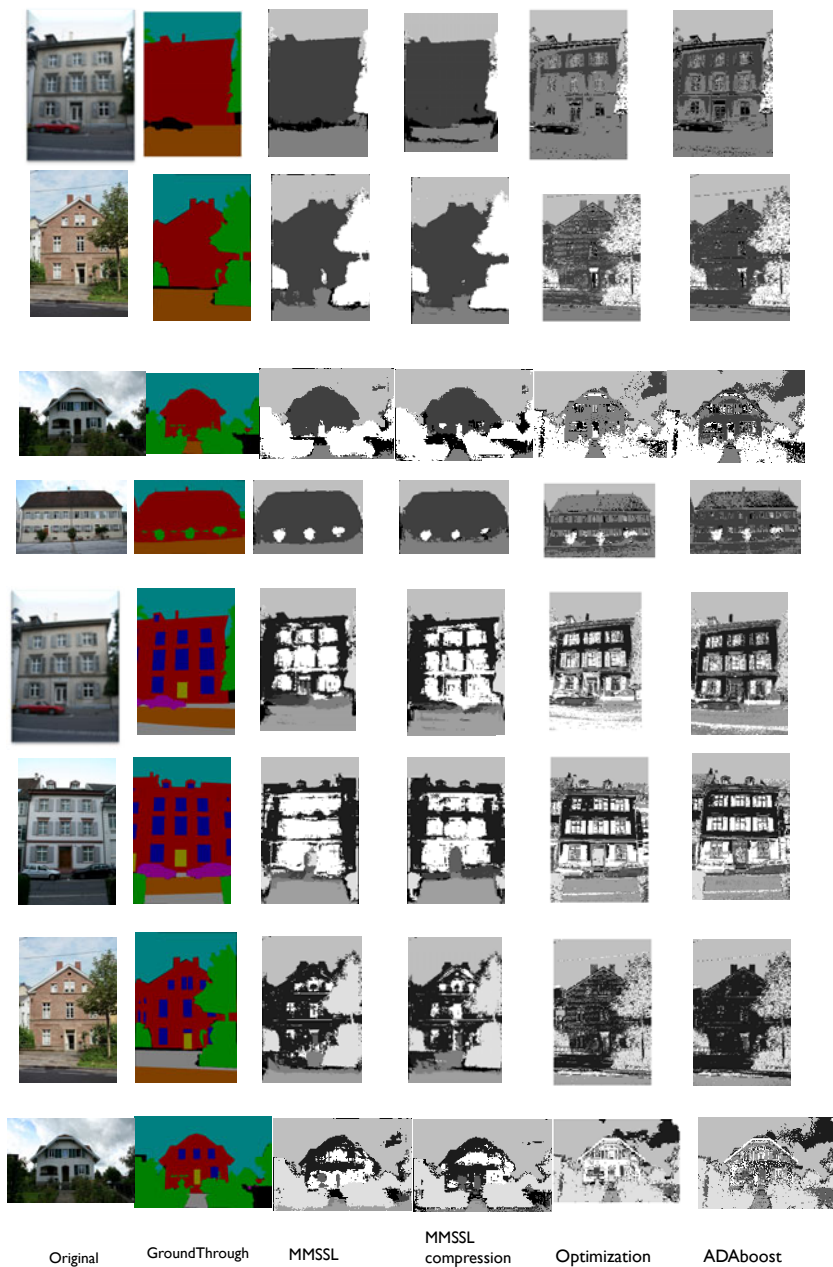 Original
GroundThrough
MMSSL
MMSSL
compression
Optimization
ADAboost